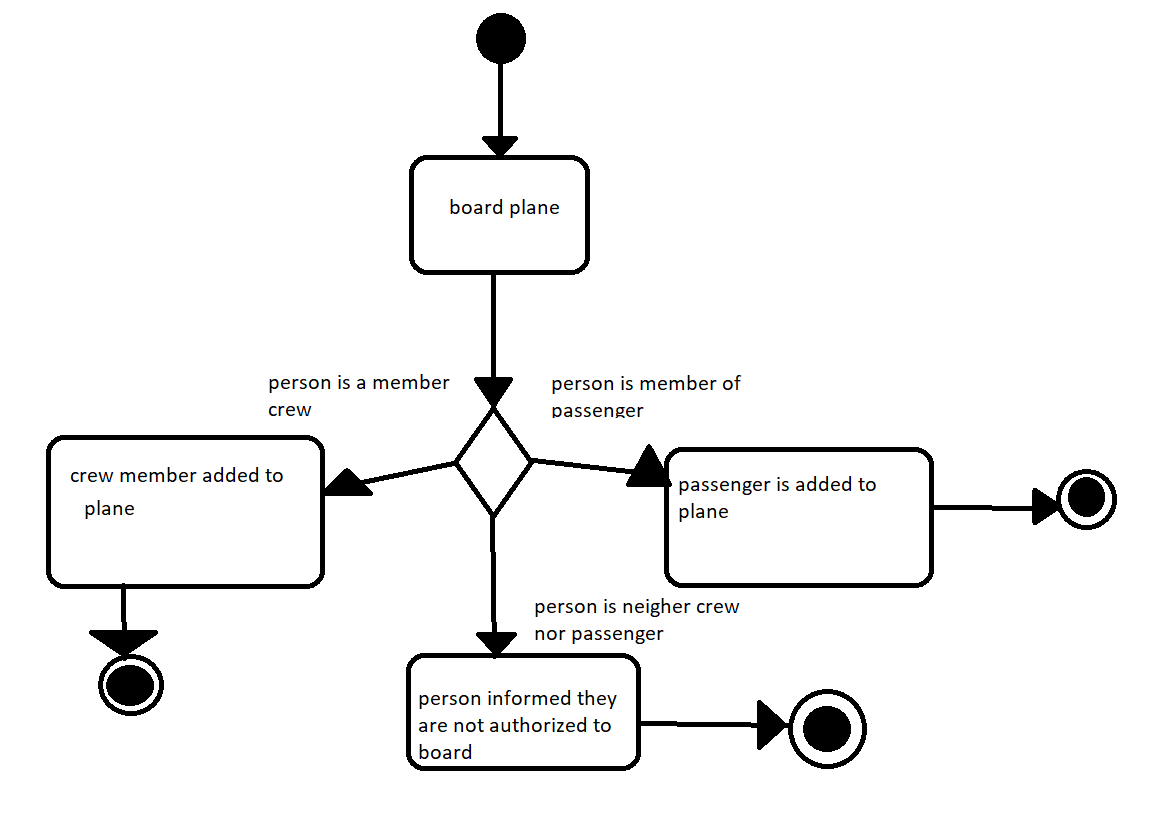 board plane
person is a member
crew
person is member of
passenger
crew member added to
plane
passenger is added to
plane
person is neigher crew
nor passenger
person informed they
are not authorized to
board